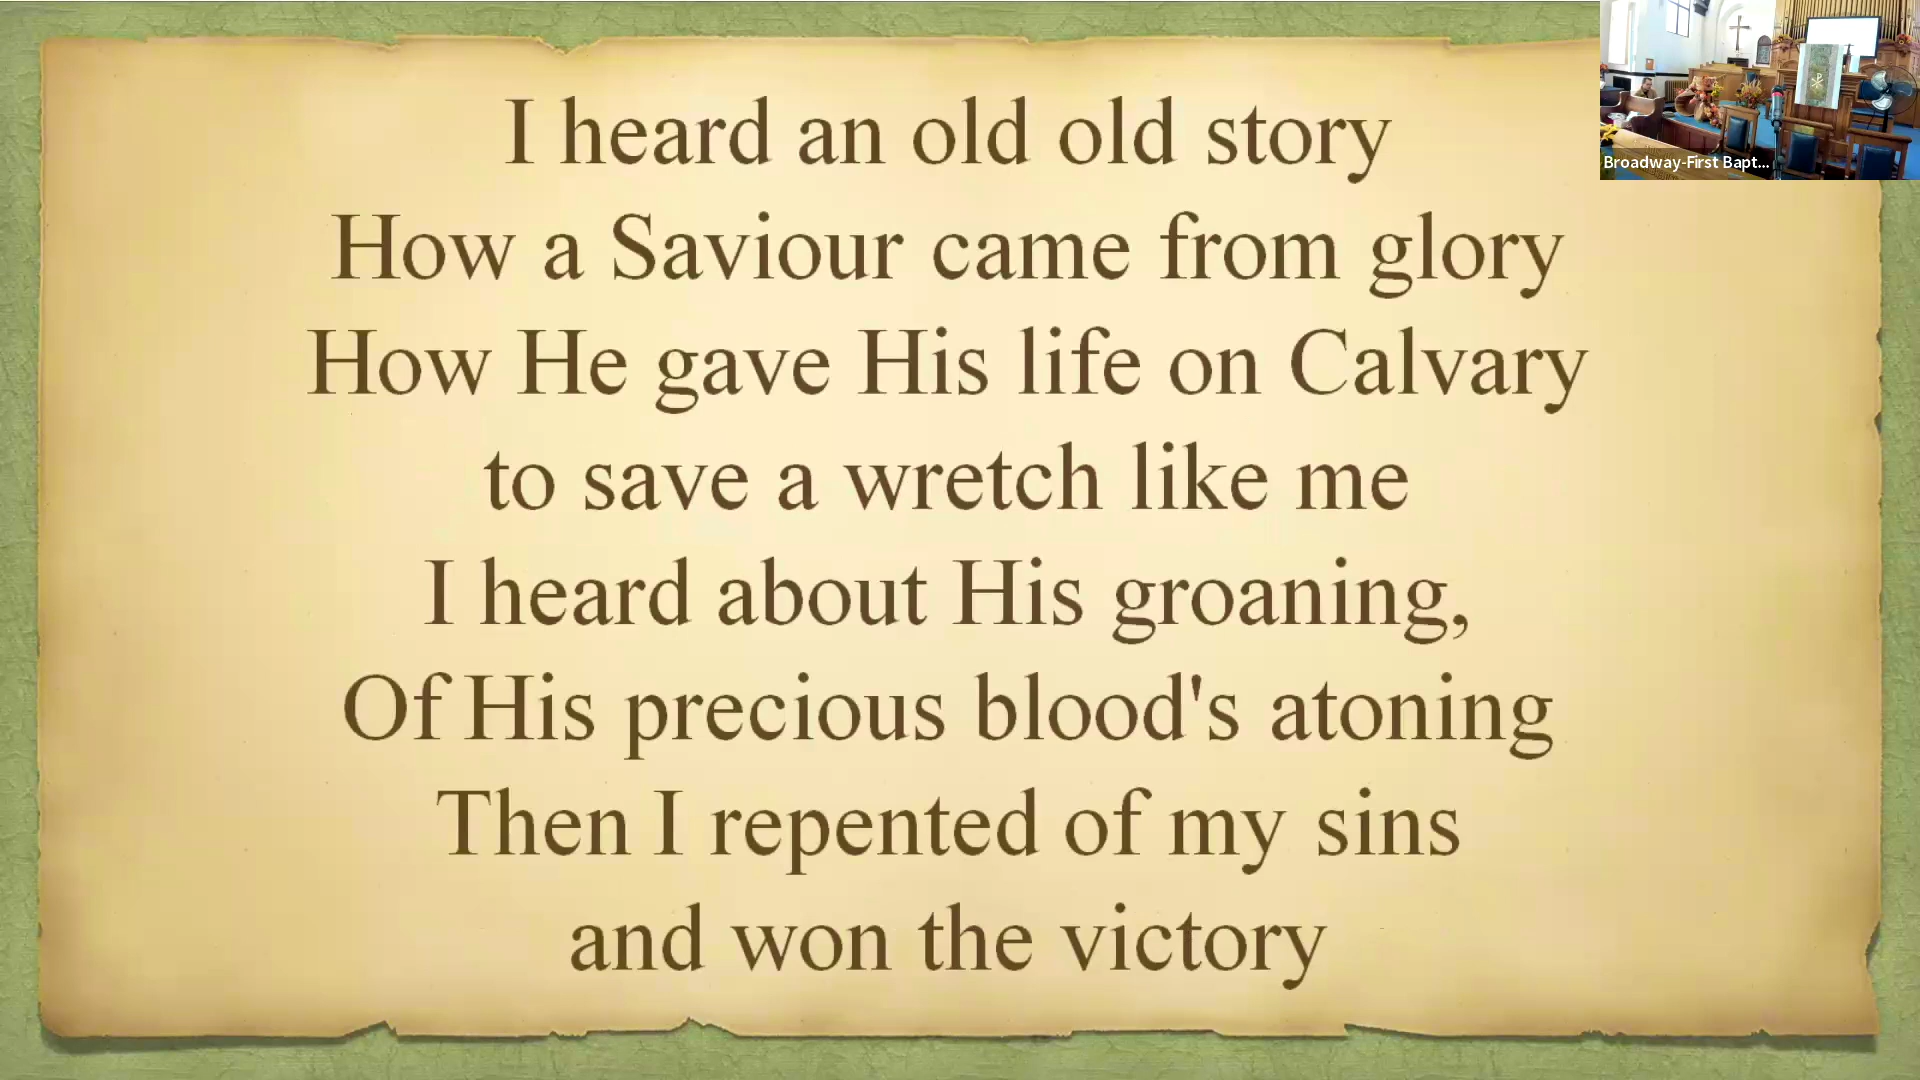 I heard an old old story
How a Saviour came from glory
How He gave His life on Calvary
to save a wretch like me
I heard about His groaning,
Of His precious blood's atoning
Then I repented of my sins
and won the victory
Broadway-First Bapt...